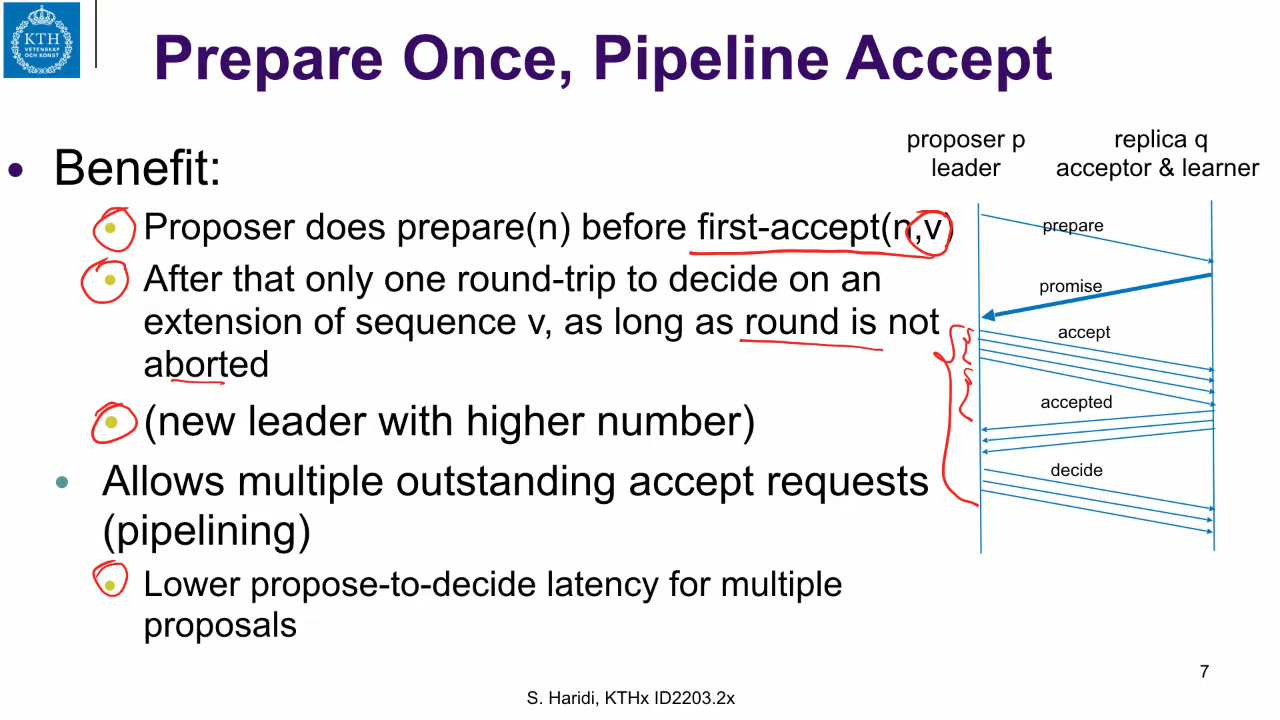 KTH
VETENSKAP
OCH KONST
Prepare Once, Pipeline Accept
• Benefit:
• Proposer does prepare(n) before first-accept(n,v)
• After that only one round-trip to decide on an
extension of sequence v, as long as round is not
aborted
• (new leader with higher number)
• Allows multiple outstanding accept requests
(pipelining)
• Lower propose-to-decide latency for multiple
proposals
proposer p
leader
replica q
acceptor & learner
prepare
promise
accept
accepted
decide
7
S. Haridi, KTHx ID2203.2x